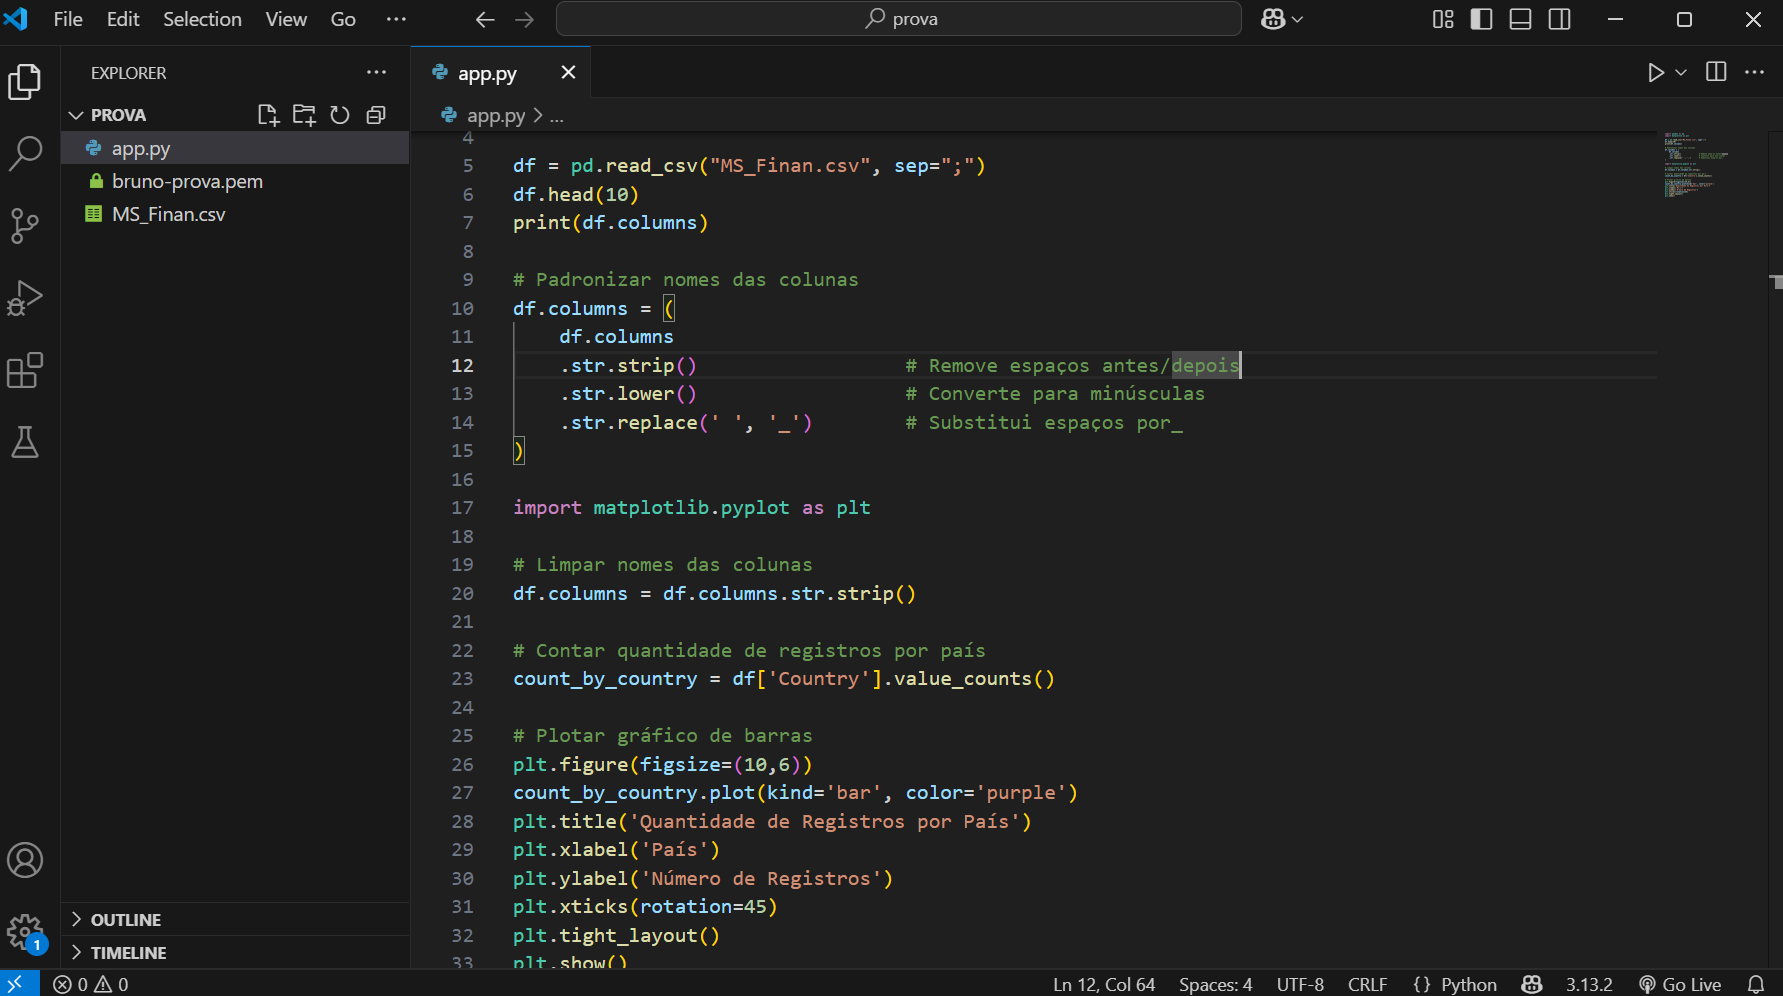 File Edit Selection View Go ... prova
EXPLORER ...
PROVA
app.py
bruno-prova.pem
MS_Finan.csv
OUTLINE
TIMELINE
app.py
app.py > ...
4
5 df = pd.read_csv("MS_Finan.csv", sep=";")
6 df.head(10)
7 print(df.columns)
8
9 # Padronizar nomes das colunas
10 df.columns = (
11     df.columns
12     .str.strip()                  # Remove espaços antes/depois
13     .str.lower()                  # Converte para minúsculas
14     .str.replace(' ', '_')        # Substitui espaços por_
15 )
16
17 import matplotlib.pyplot as plt
18
19 # Limpar nomes das colunas
20 df.columns = df.columns.str.strip()
21
22 # Contar quantidade de registros por país
23 count_by_country = df['Country'].value_counts()
24
25 # Plotar gráfico de barras
26 plt.figure(figsize=(10,6))
27 count_by_country.plot(kind='bar', color='purple')
28 plt.title('Quantidade de Registros por País')
29 plt.xlabel('País')
30 plt.ylabel('Número de Registros')
31 plt.xticks(rotation=45)
32 plt.tight_layout()
33 plt.show()
1
0 0 Ln 12, Col 64 Spaces: 4 UTF-8 CRLF {} Python 3.13.2 Go Live